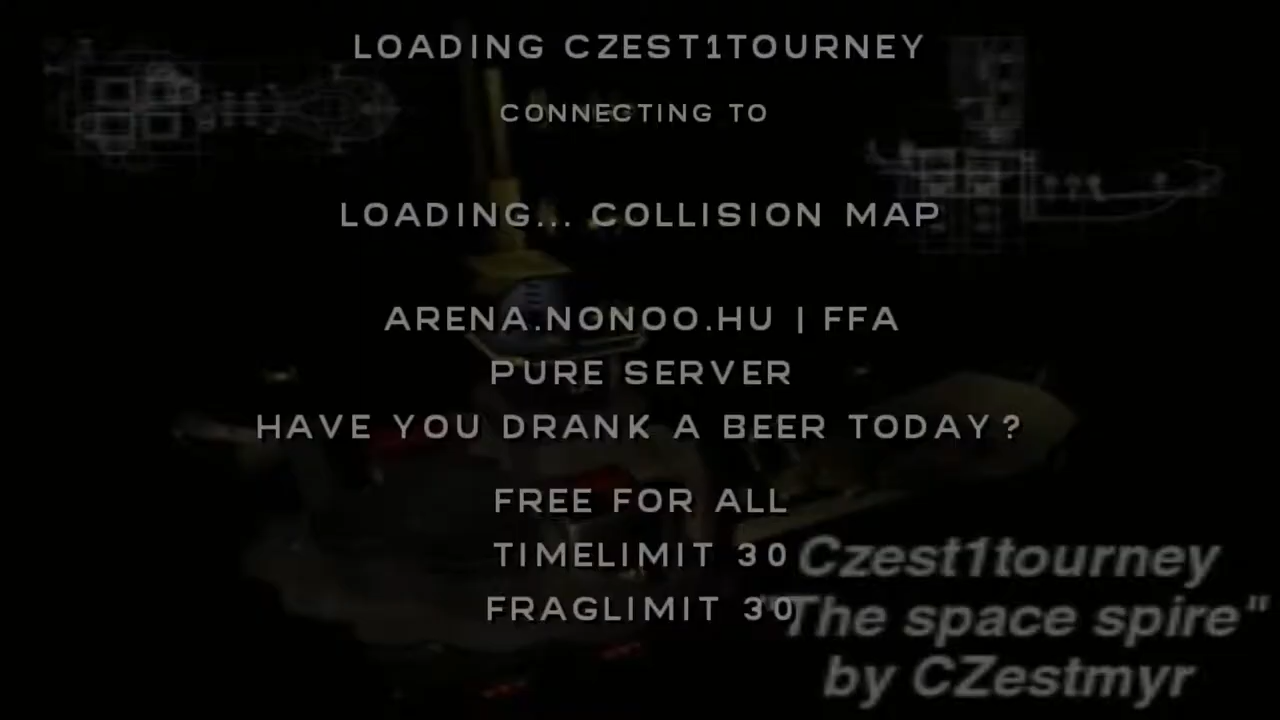 LOADING CZEST1TOURNEY
CONNECTING TO
LOADING... COLLISION MAP
ARENA.NONOO.HU | FFA
PURE SERVER
HAVE YOU DRANK A BEER TODAY?
FREE FOR ALL
TIMELIMIT 30
FRAGLIMIT 30
Czest1tourney
"The space spire"
by CZestmyr